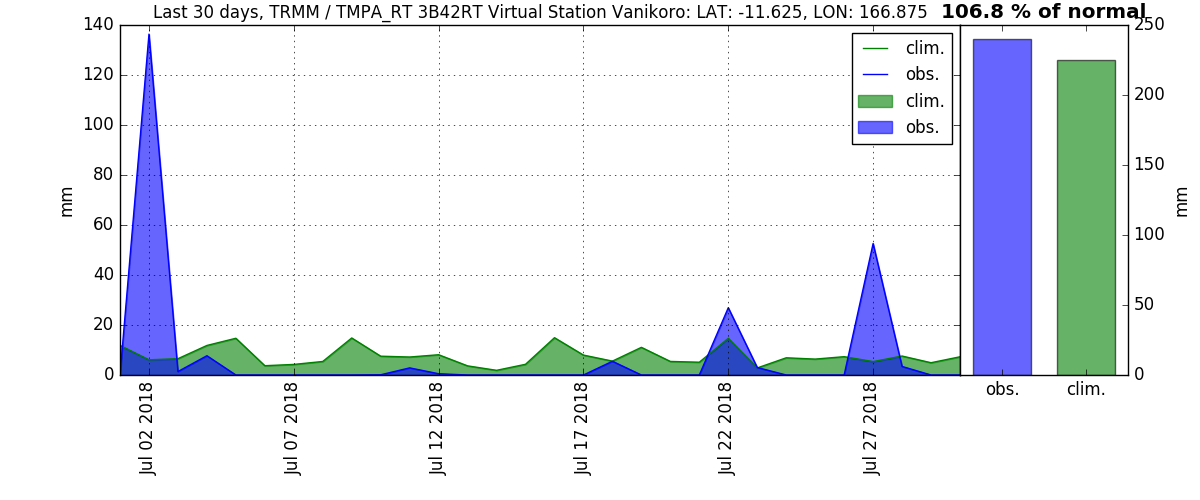 Last 30 days, TRMM / TMPA_RT 3B42RT Virtual Station Vanikoro: LAT: -11.625, LON: 166.875
106.8 % of normal
140
120
100
80
60
40
20
0
mm
clim.
obs.
clim.
obs.
Jul 02 2018
Jul 07 2018
Jul 12 2018
Jul 17 2018
Jul 22 2018
Jul 27 2018
250
200
150
100
50
0
mm
obs.
clim.